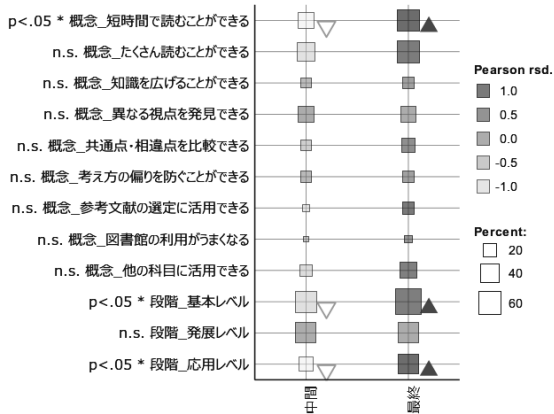 p<.05 * 概念_短時間で読むことができる
n.s. 概念_たくさん読むことができる
n.s. 概念_知識を広げることができる
n.s. 概念_異なる視点を発見できる
n.s. 概念_共通点・相違点を比較できる
n.s. 概念_考え方の偏りを防ぐことができる
n.s. 概念_参考文献の選定に活用できる
n.s. 概念_図書館の利用がうまくなる
n.s. 概念_他の科目に活用できる
p<.05 * 段階_基本レベル
n.s. 段階_発展レベル
p<.05 * 段階_応用レベル
中間
最終
Pearson rsd.
1.0
0.5
0.0
-0.5
-1.0
Percent:
20
40
60